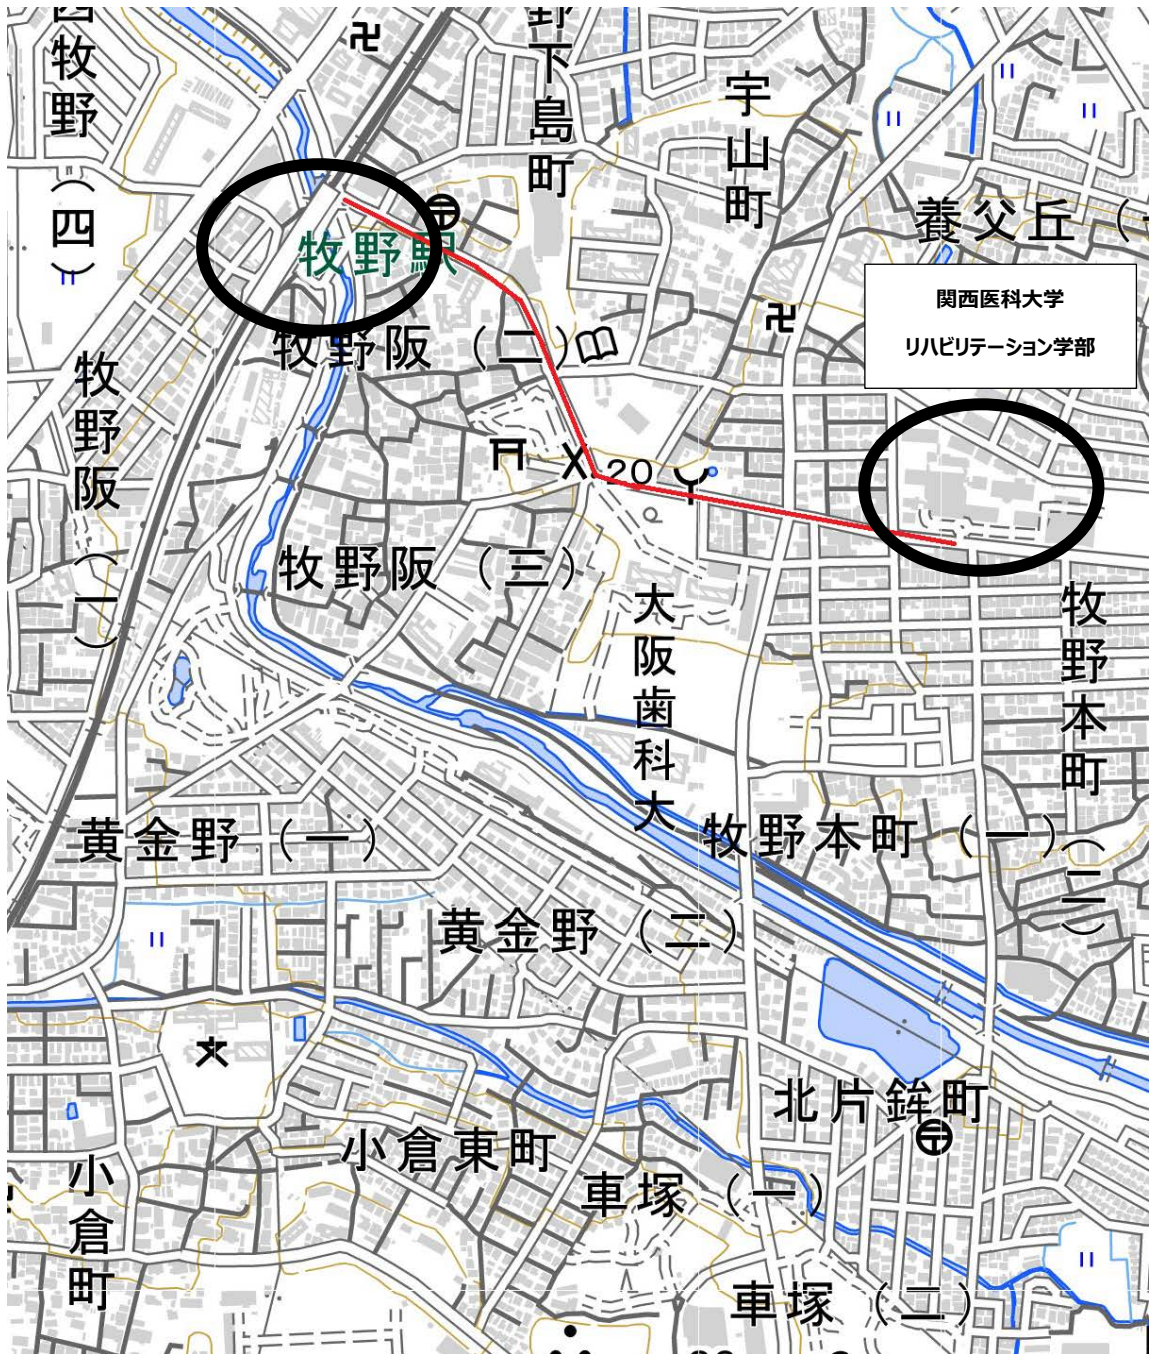 西牧野（四）
野下島町
宇山町
養父丘（
牧野駅
関西医科大学
リハビリテーション学部
牧野阪（二）
牧野阪（一）
20
牧野阪（三）
大阪歯科大
牧野本町（二）
黄金野（一）
牧野本町（一）
黄金野（二）
北片鉾町
小倉東町
小倉町
車塚（一）
車塚（二）